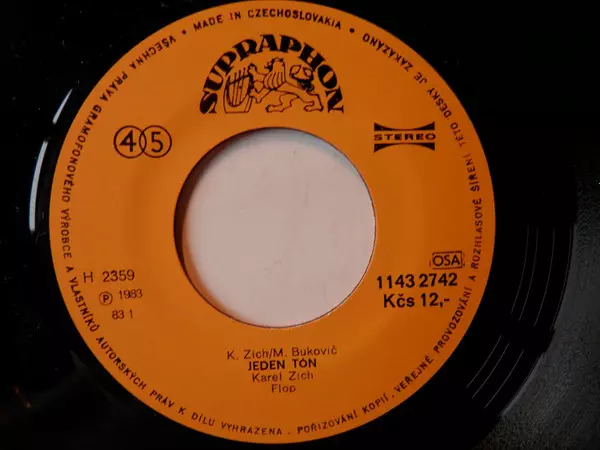 VŠECHNA PRÁVA GRAMOFONOVÉHO VÝROBCE A VLASTNÍKŮ AUTORSKÝCH PRÁV K DÍLU VYHRAZENA. POŘIZOVÁNÍ KOPIÍ, VEŘEJNÉ PROVOZOVÁNÍ A ROZHLASOVÉ ŠÍŘENÍ TÉTO DESKY JE ZAKÁZÁNO
• MADE IN CZECHOSLOVAKIA •
SUPRAPHON
45
STEREO
H 2359
Ⓟ 1983
83 1
OSA
1143 2742
Kčs 12,-
K. Zich/M. Bukovič
JEDEN TÓN
Karel Zich
Flop